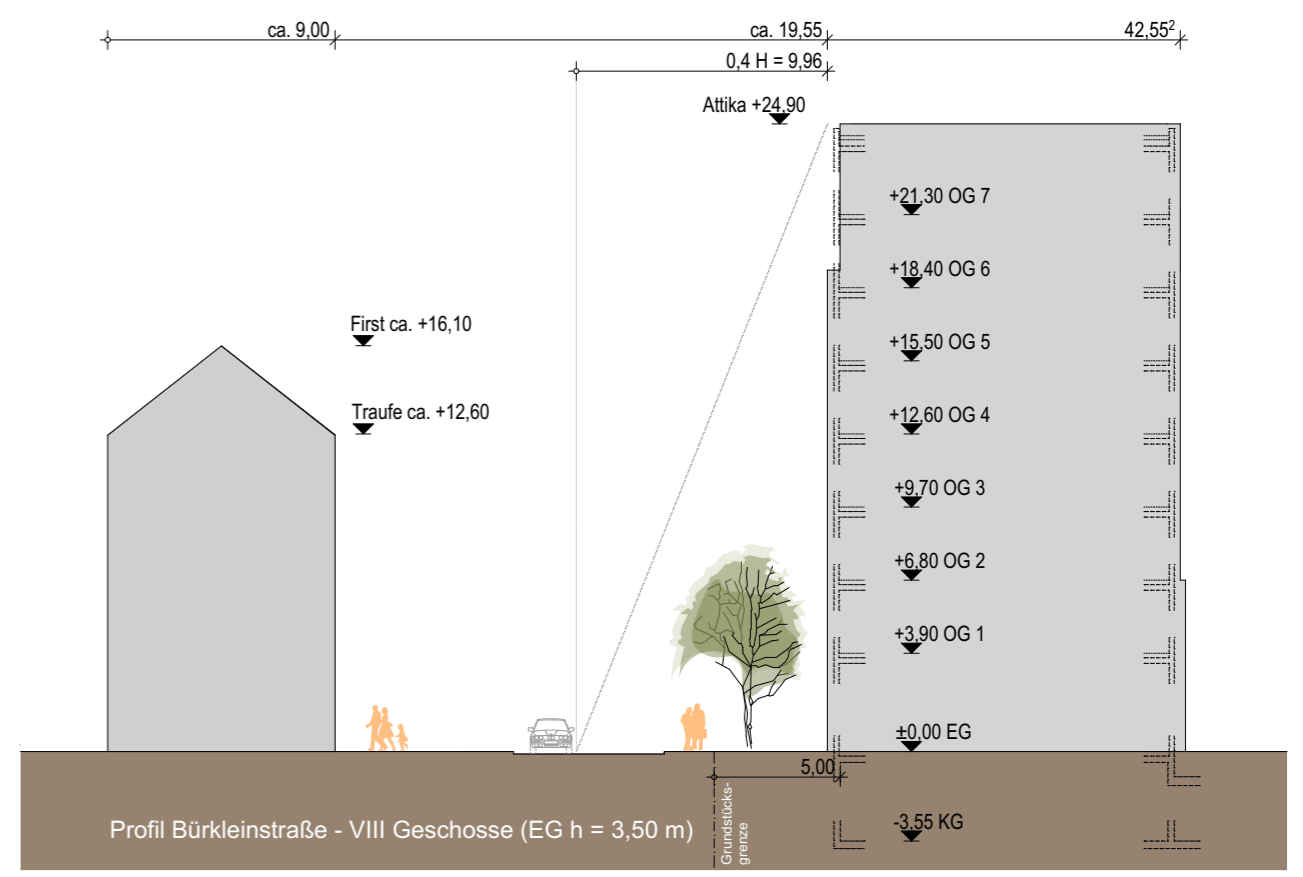 ca. 9,00
ca. 19,55
42,55²
0,4 H = 9,96
Attika +24,90
+21,30 OG 7
+18,40 OG 6
First ca. +16,10
+15,50 OG 5
Traufe ca. +12,60
+12,60 OG 4
+9,70 OG 3
+6,80 OG 2
+3,90 OG 1
±0,00 EG
5,00
Profil Bürkleinstraße - VIII Geschosse (EG h = 3,50 m)
Grundstücks-
grenze
-3,55 KG